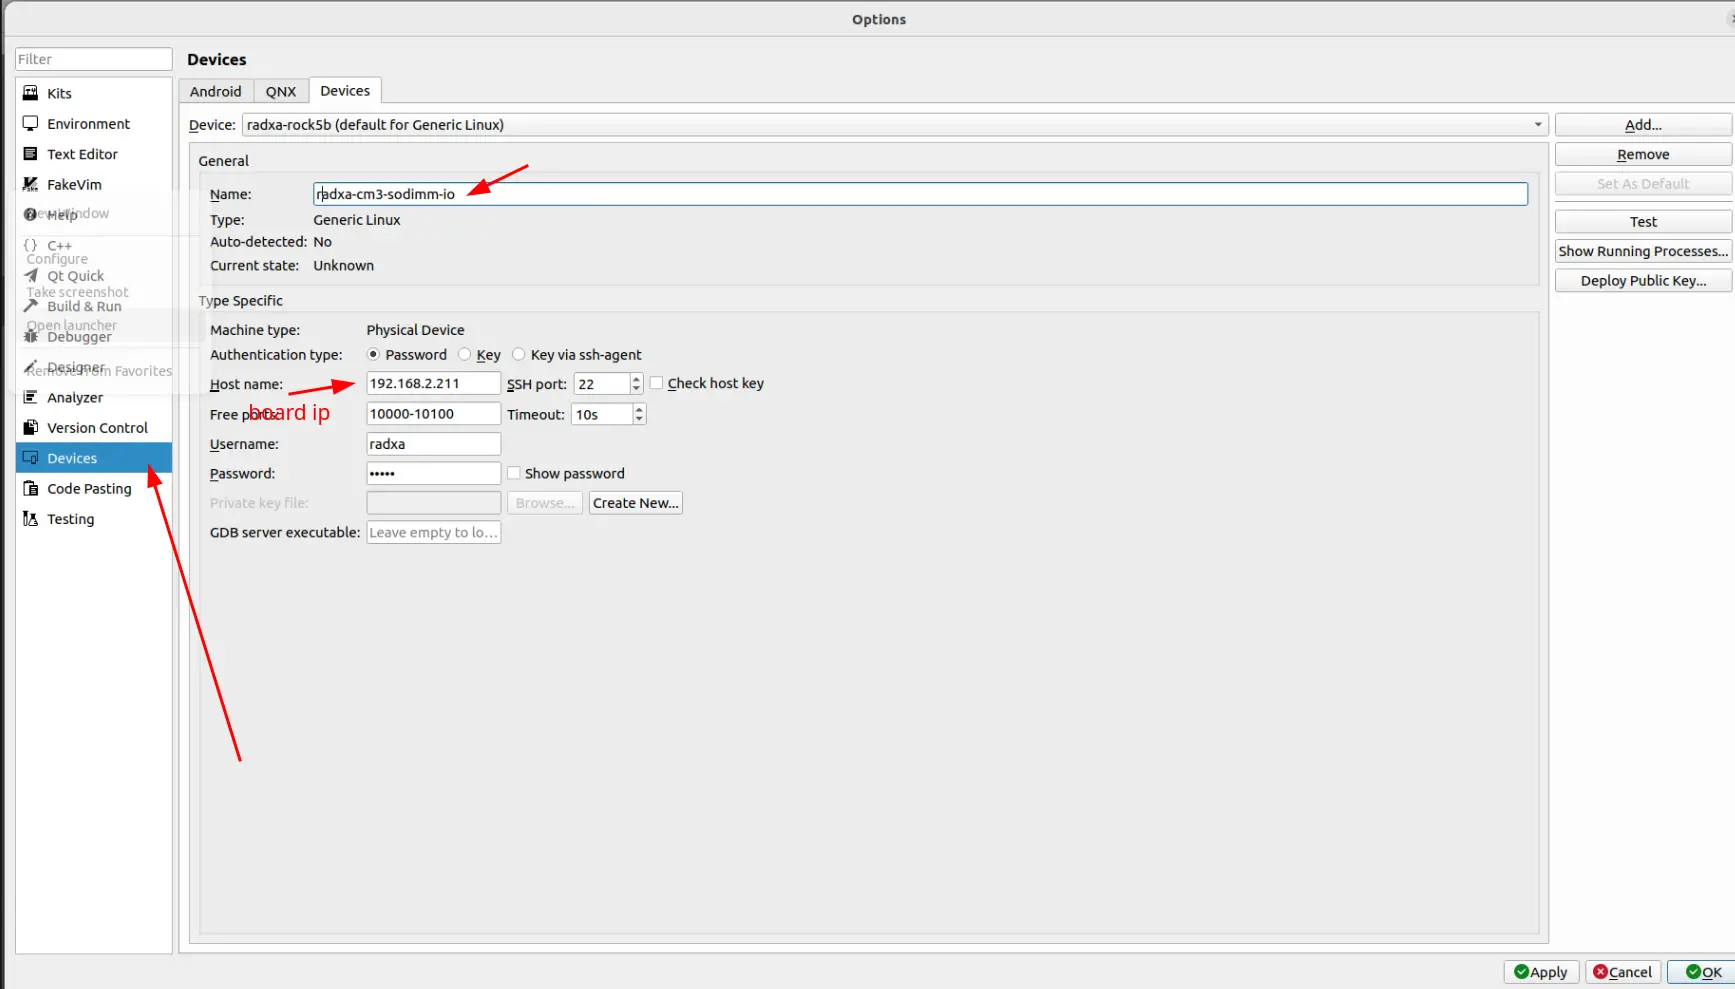 Options
Filter
Kits
Environment
Text Editor
FakeVim
Help
New Window
C++
Configure
Qt Quick
Take screenshot
Build & Run
Open launcher
Debugger
Designer
Remove from Favorites
Analyzer
Version Control
Devices
Code Pasting
Testing
Devices
Android QNX Devices
Device: radxa-rock5b (default for Generic Linux)
General
Name: radxa-cm3-sodimm-io
Type: Generic Linux
Auto-detected: No
Current state: Unknown
Type Specific
Machine type: Physical Device
Authentication type: Password Key Key via ssh-agent
Host name: 192.168.2.211 SSH port: 22 Check host key
board ip
Free ports: 10000-10100 Timeout: 10s
Username: radxa
Password: ••••• Show password
Private key file: Browse... Create New...
GDB server executable: Leave empty to lo...
Add...
Remove
Set As Default
Test
Show Running Processes...
Deploy Public Key...
Apply Cancel OK